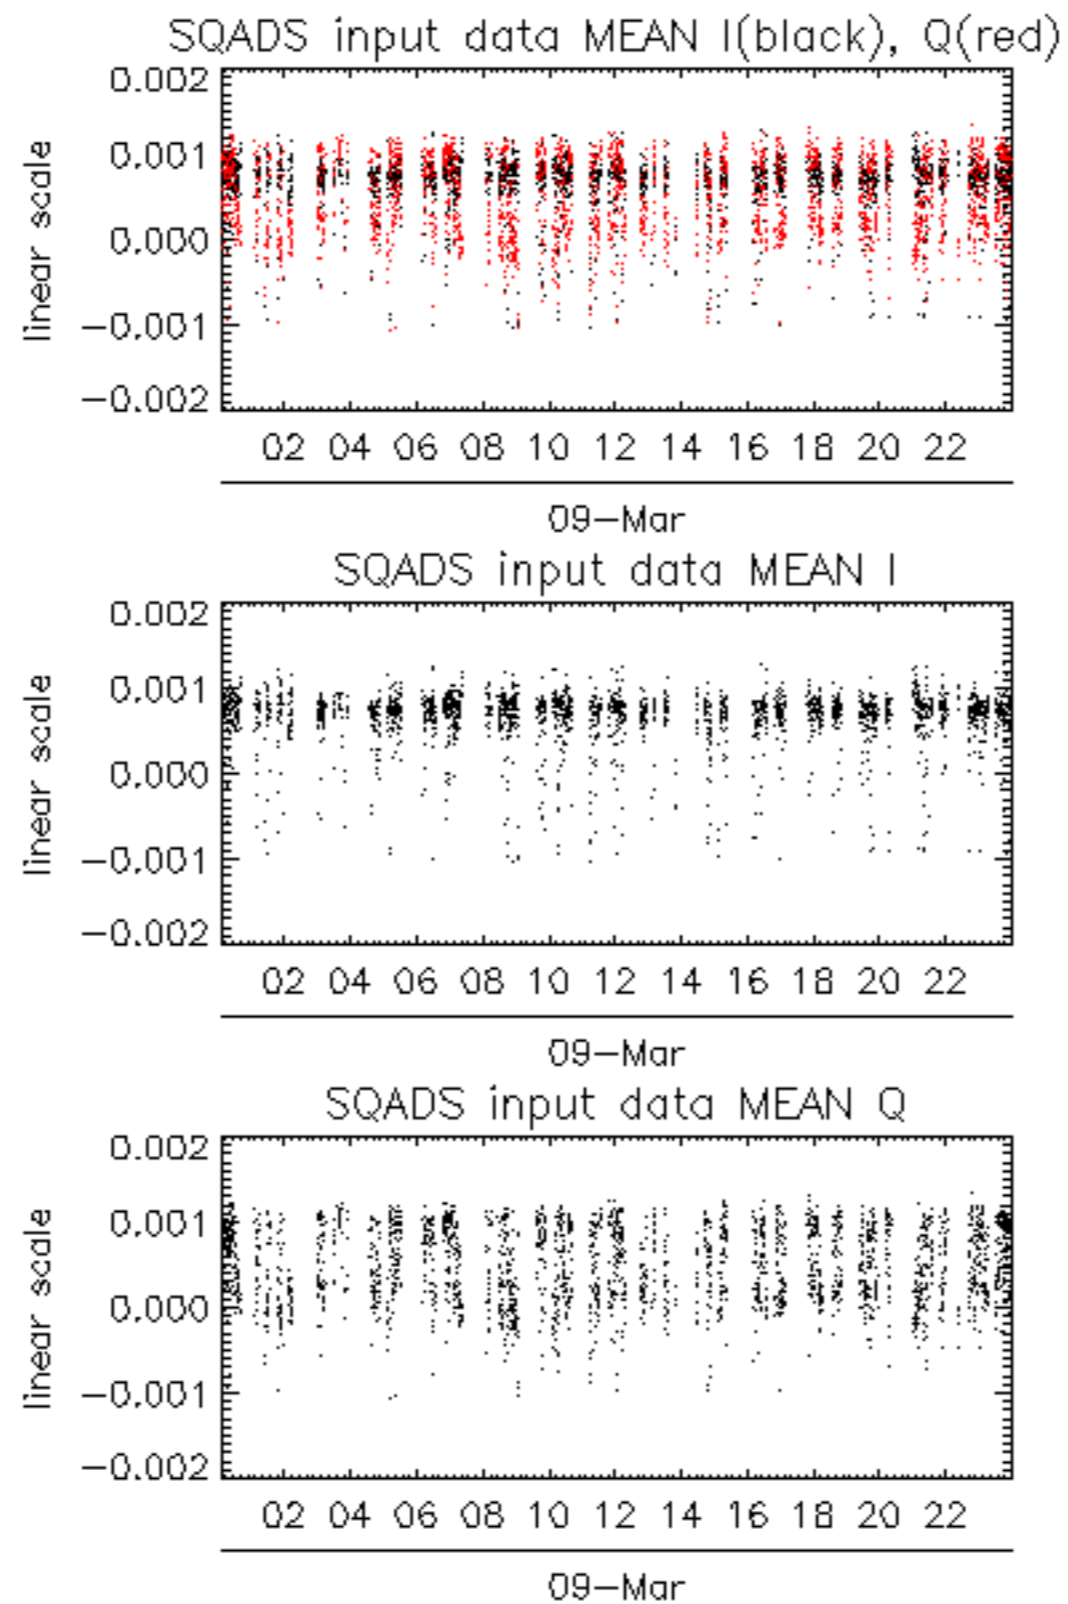 SQADS input data MEAN I(black), Q(red)
0.002
0.001
0.000
−0.001
−0.002
linear scale
02 04 06 08 10 12 14 16 18 20 22
09−Mar
SQADS input data MEAN I
0.002
0.001
0.000
−0.001
−0.002
linear scale
02 04 06 08 10 12 14 16 18 20 22
09−Mar
SQADS input data MEAN Q
0.002
0.001
0.000
−0.001
−0.002
linear scale
02 04 06 08 10 12 14 16 18 20 22
09−Mar